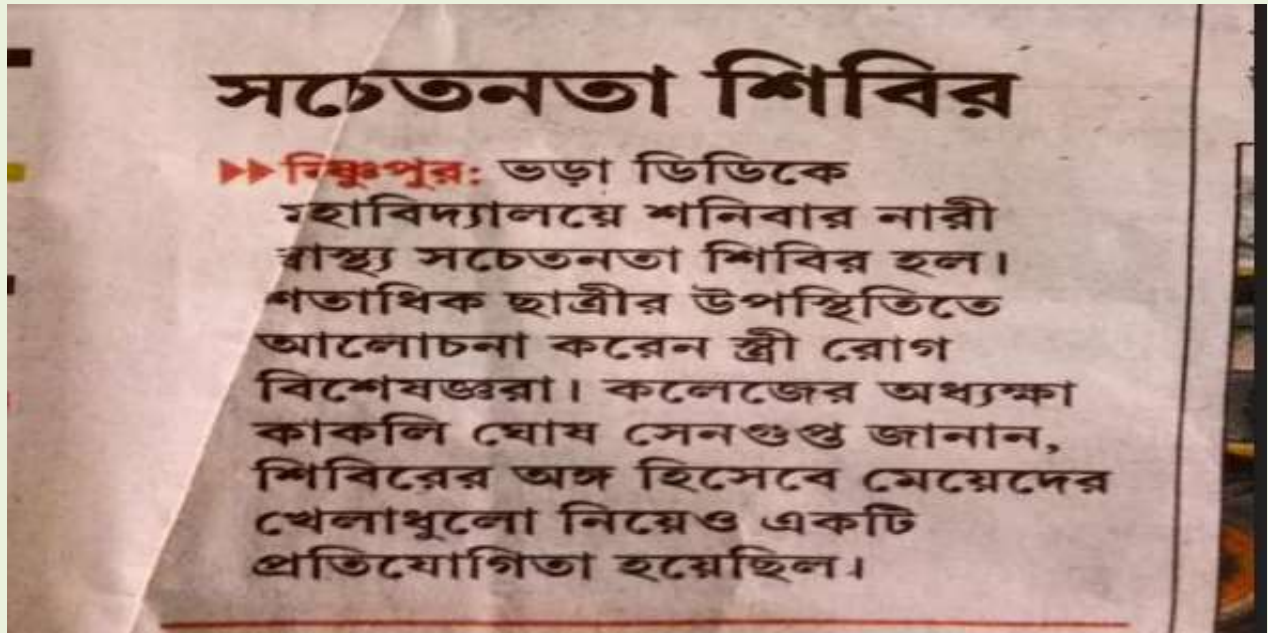 সচেতনতা শিবির
▶▶বিষ্ণুপুর: ভড়া ডিডিকে
মহাবিদ্যালয়ে শনিবার নারী
স্বাস্থ্য সচেতনতা শিবির হল।
শতাধিক ছাত্রীর উপস্থিতিতে
আলোচনা করেন স্ত্রী রোগ
বিশেষজ্ঞরা। কলেজের অধ্যক্ষা
কাকলি ঘোষ সেনগুপ্ত জানান,
শিবিরের অঙ্গ হিসেবে মেয়েদের
খেলাধুলো নিয়েও একটি
প্রতিযোগিতা হয়েছিল।